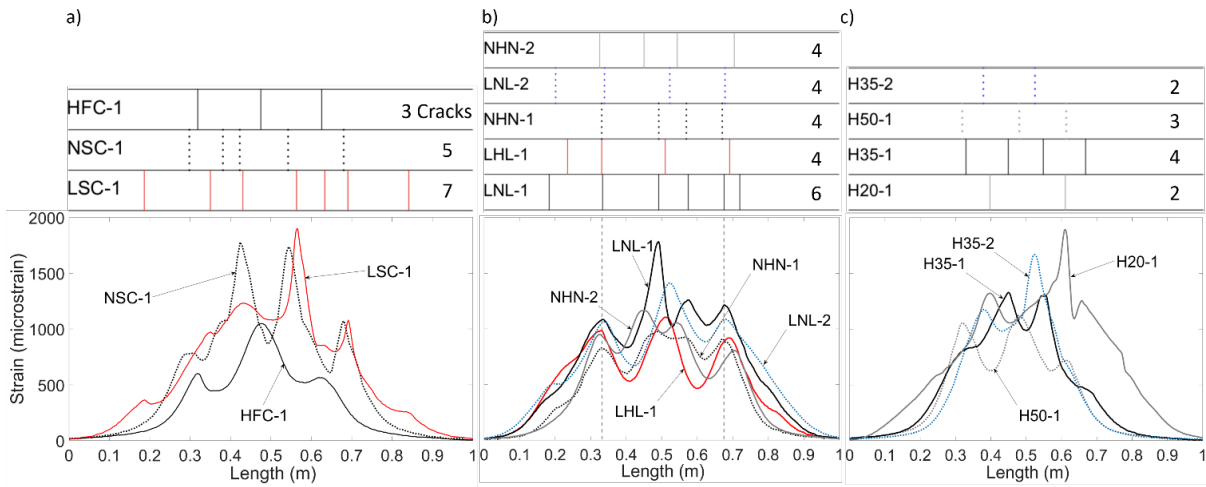 a)
HFC-1 3 Cracks
NSC-1 5
LSC-1 7
2000
1500
1000
500
0
Strain (microstrain)
NSC-1
LSC-1
HFC-1
0 0.1 0.2 0.3 0.4 0.5 0.6 0.7 0.8 0.9 1
Length (m)
b)
NHN-2 4
LNL-2 4
NHN-1 4
LHL-1 4
LNL-1 6
LNL-1
NHN-1
NHN-2
LNL-2
LHL-1
0 0.1 0.2 0.3 0.4 0.5 0.6 0.7 0.8 0.9 1
Length (m)
c)
H35-2 2
H50-1 3
H35-1 4
H20-1 2
H35-2
H35-1
H20-1
H50-1
0 0.1 0.2 0.3 0.4 0.5 0.6 0.7 0.8 0.9 1
Length (m)